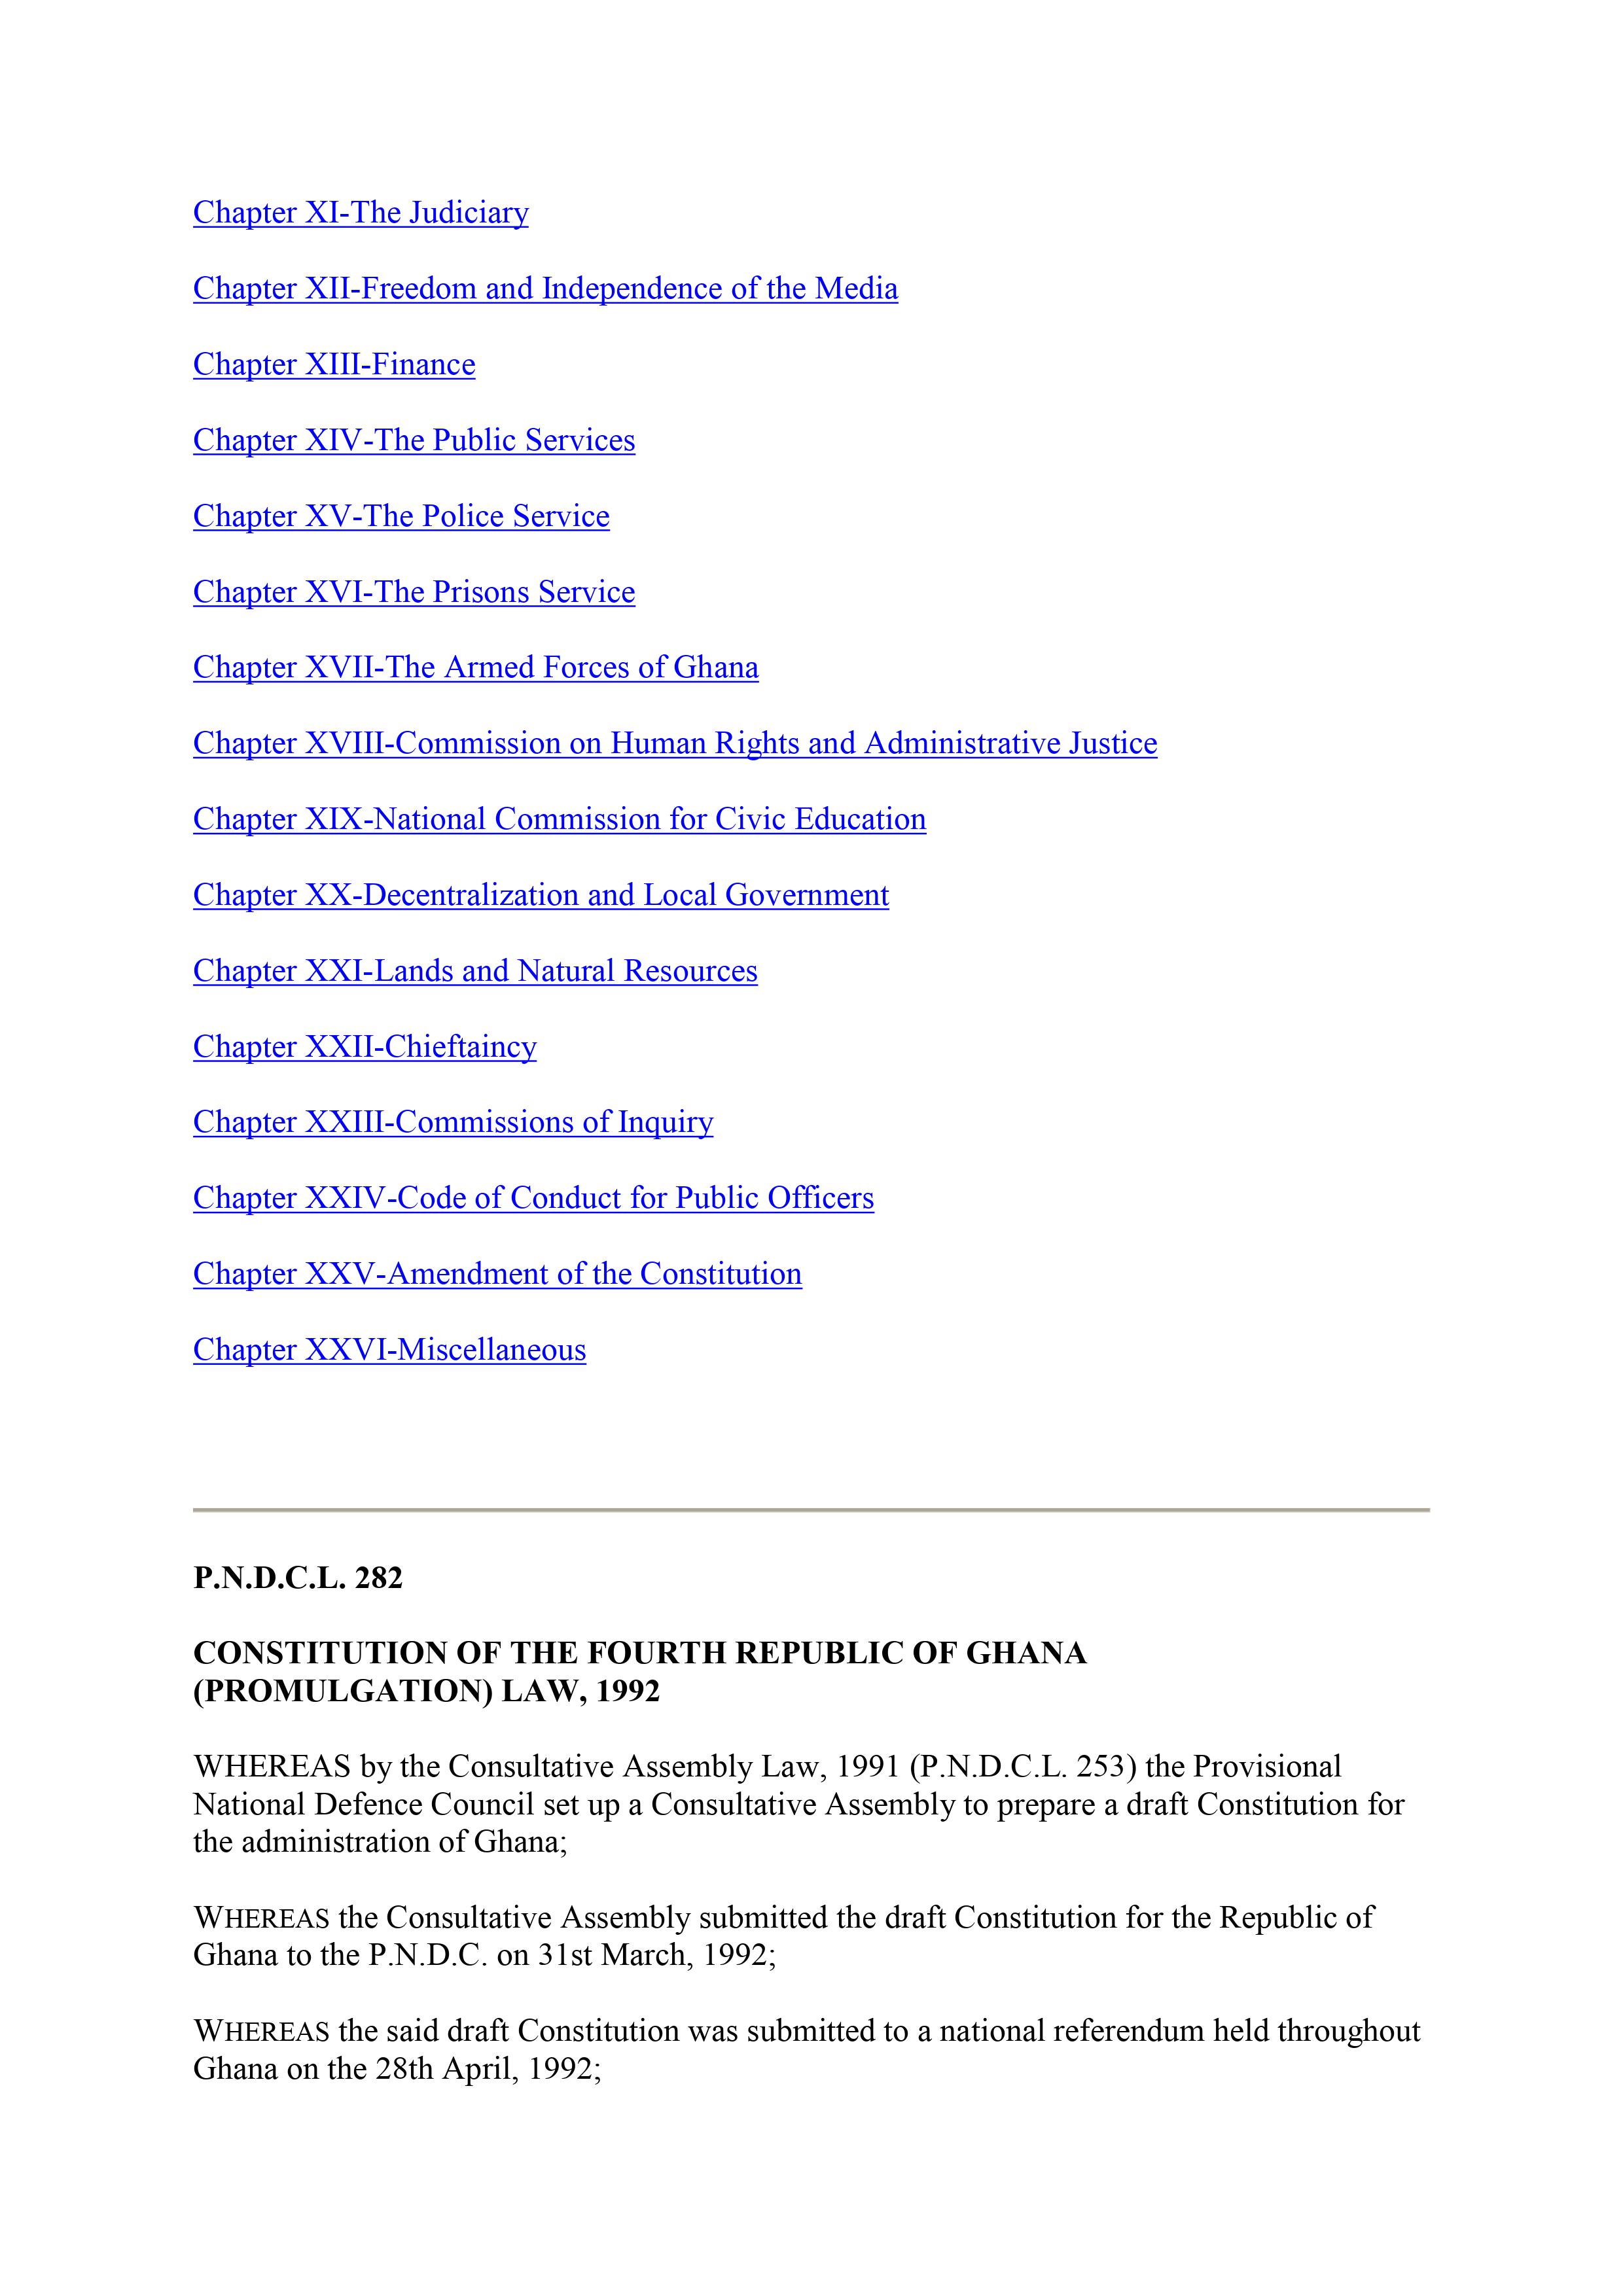 Chapter XI-The Judiciary
Chapter XII-Freedom and Independence of the Media
Chapter XIII-Finance
Chapter XIV-The Public Services
Chapter XV-The Police Service
Chapter XVI-The Prisons Service
Chapter XVII-The Armed Forces of Ghana
Chapter XVIII-Commission on Human Rights and Administrative Justice
Chapter XIX-National Commission for Civic Education
Chapter XX-Decentralization and Local Government
Chapter XXI-Lands and Natural Resources
Chapter XXII-Chieftaincy
Chapter XXIII-Commissions of Inquiry
Chapter XXIV-Code of Conduct for Public Officers
Chapter XXV-Amendment of the Constitution
Chapter XXVI-Miscellaneous
P.N.D.C.L. 282
CONSTITUTION OF THE FOURTH REPUBLIC OF GHANA
(PROMULGATION) LAW, 1992
WHEREAS by the Consultative Assembly Law, 1991 (P.N.D.C.L. 253) the Provisional
National Defence Council set up a Consultative Assembly to prepare a draft Constitution for
the administration of Ghana;
WHEREAS the Consultative Assembly submitted the draft Constitution for the Republic of
Ghana to the P.N.D.C. on 31st March, 1992;
WHEREAS the said draft Constitution was submitted to a national referendum held throughout
Ghana on the 28th April, 1992;